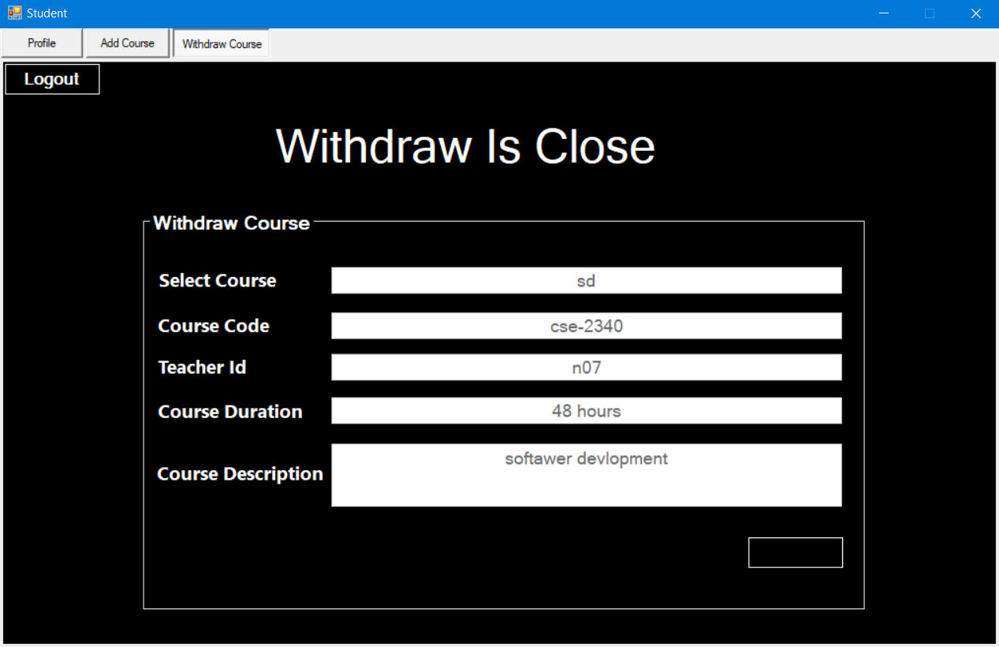 Student
Profile Add Course Withdraw Course
Logout
Withdraw Is Close
Withdraw Course
Select Course sd
Course Code cse-2340
Teacher Id n07
Course Duration 48 hours
Course Description softawer devlopment